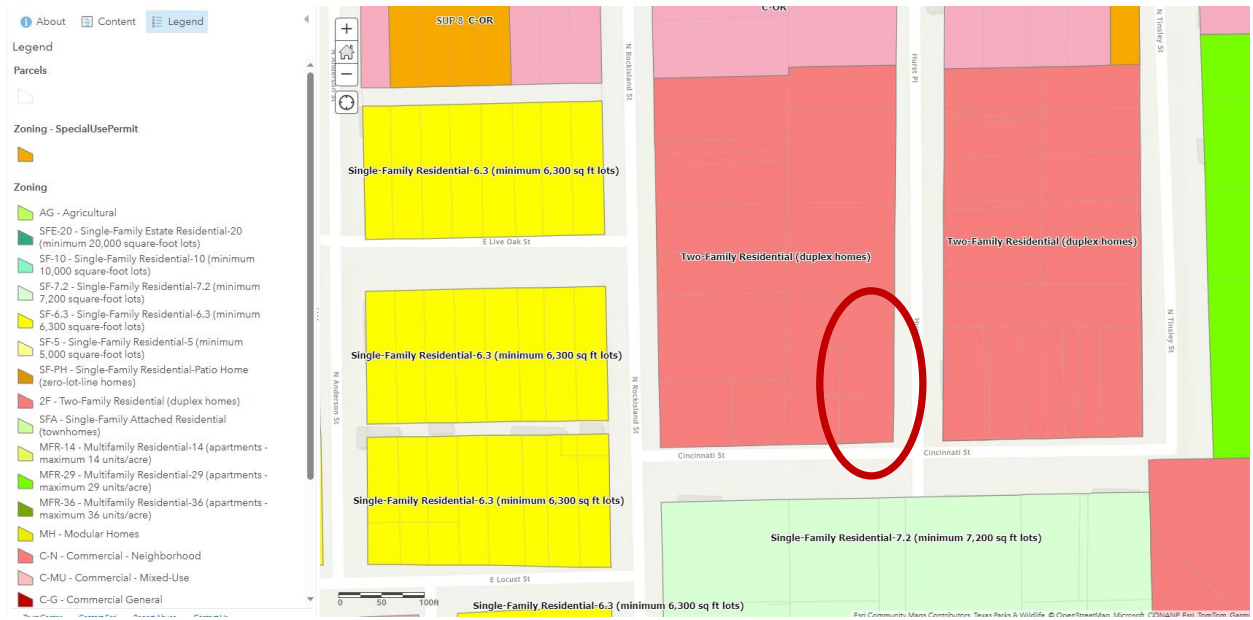 About
Content
Legend
Legend
Parcels
Zoning - SpecialUsePermit
Zoning
AG - Agricultural
SFE-20 - Single-Family Estate Residential-20
(minimum 20,000 square-foot lots)
SF-10 - Single-Family Residential-10 (minimum
10,000 square-foot lots)
SF-7.2 - Single-Family Residential-7.2 (minimum
7,200 square-foot lots)
SF-6.3 - Single-Family Residential-6.3 (minimum
6,300 square-foot lots)
SF-5 - Single-Family Residential-5 (minimum
5,000 square-foot lots)
SF-PH - Single-Family Residential-Patio Home
(zero-lot-line homes)
2F - Two-Family Residential (duplex homes)
SFA - Single-Family Attached Residential
(townhomes)
MFR-14 - Multifamily Residential-14 (apartments -
maximum 14 units/acre)
MFR-29 - Multifamily Residential-29 (apartments -
maximum 29 units/acre)
MFR-36 - Multifamily Residential-36 (apartments -
maximum 36 units/acre)
MH - Modular Homes
C-N - Commercial - Neighborhood
C-MU - Commercial - Mixed-Use
C-G - Commercial General
SUP 8 C-OR
C-OR
N Anderson St
N Rockisland St
Hurst Pl
N Tinsley St
Single-Family Residential-6.3 (minimum 6,300 sq ft lots)
E Live Oak St
Two-Family Residential (duplex homes)
Two-Family Residential (duplex homes)
Single-Family Residential-6.3 (minimum 6,300 sq ft lots)
N Anderson St
N Rockisland St
N Tinsley St
Cincinnati St
Cincinnati St
Single-Family Residential-6.3 (minimum 6,300 sq ft lots)
Single-Family Residential-7.2 (minimum 7,200 sq ft lots)
E Locust St
0 50 100ft
Single-Family Residential-6.3 (minimum 6,300 sq ft lots)
Esri Community Maps Contributors, Texas Parks & Wildlife, © OpenStreetMap, Microsoft, CONANP, Esri, TomTom, Garmi